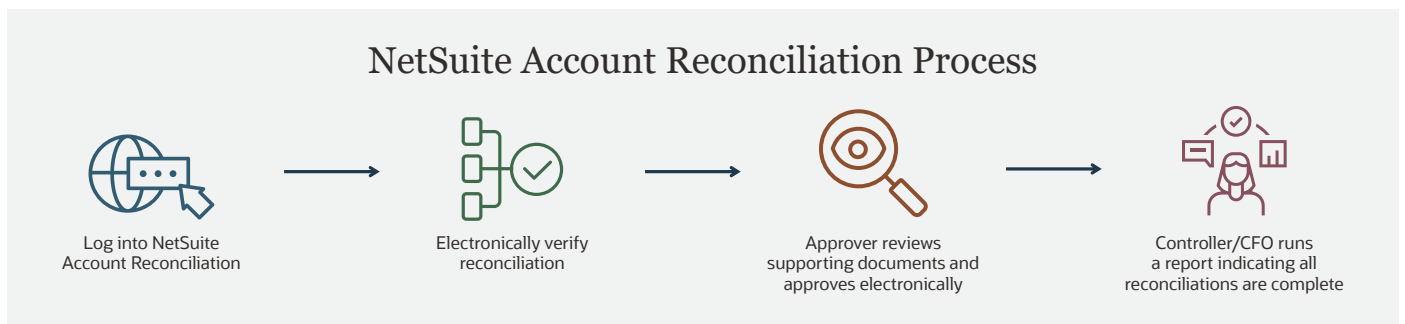 NetSuite Account Reconciliation Process
Log into NetSuite
Account Reconciliation
Electronically verify
reconciliation
Approver reviews
supporting documents and
approves electronically
Controller/CFO runs
a report indicating all
reconciliations are complete